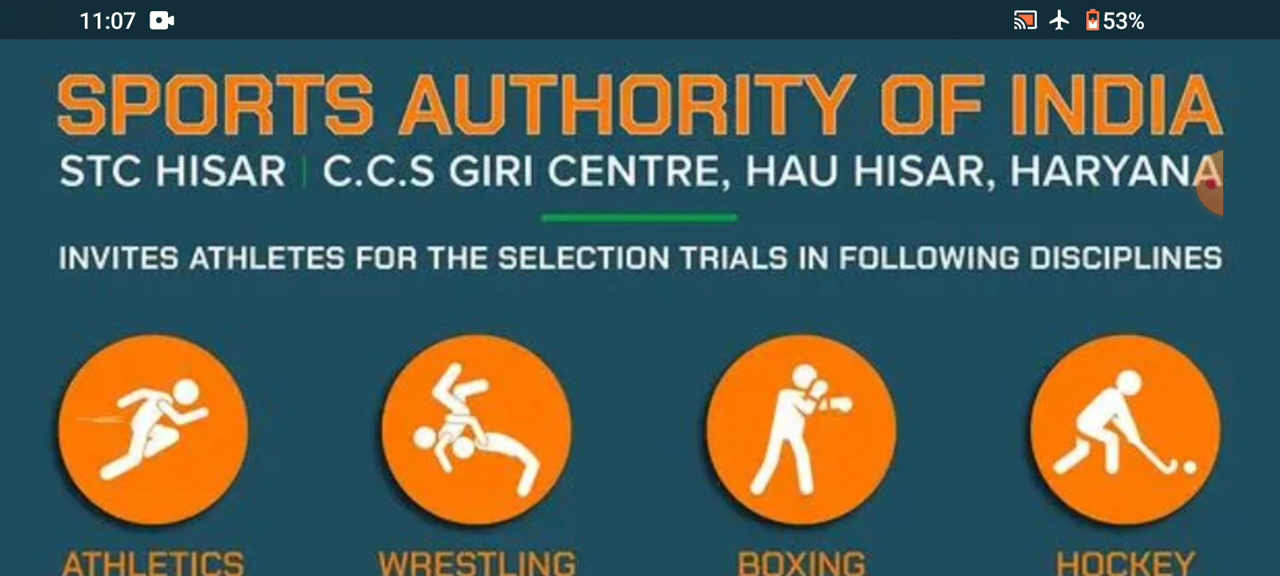 11:07 53%
SPORTS AUTHORITY OF INDIA
STC HISAR | C.C.S GIRI CENTRE, HAU HISAR, HARYANA
INVITES ATHLETES FOR THE SELECTION TRIALS IN FOLLOWING DISCIPLINES
ATHLETICS WRESTLING BOXING HOCKEY